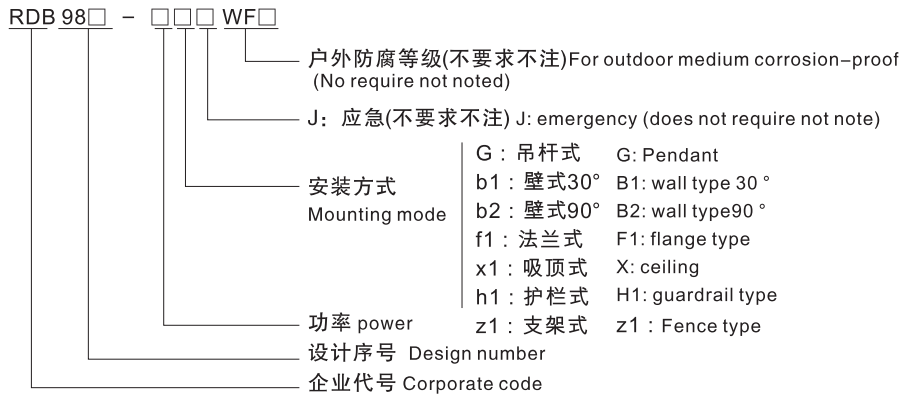 RDB 98□ - □□□ WF□
户外防腐等级(不要求不注)For outdoor medium corrosion-proof
(No require not noted)
J：应急(不要求不注) J: emergency (does not require not note)
安装方式
Mounting mode
G：吊杆式 G: Pendant
b1：壁式30° B1: wall type 30 °
b2：壁式90° B2: wall type90 °
f1：法兰式 F1: flange type
x1：吸顶式 X: ceiling
h1：护栏式 H1: guardrail type
z1：支架式 z1：Fence type
功率 power
设计序号 Design number
企业代号 Corporate code